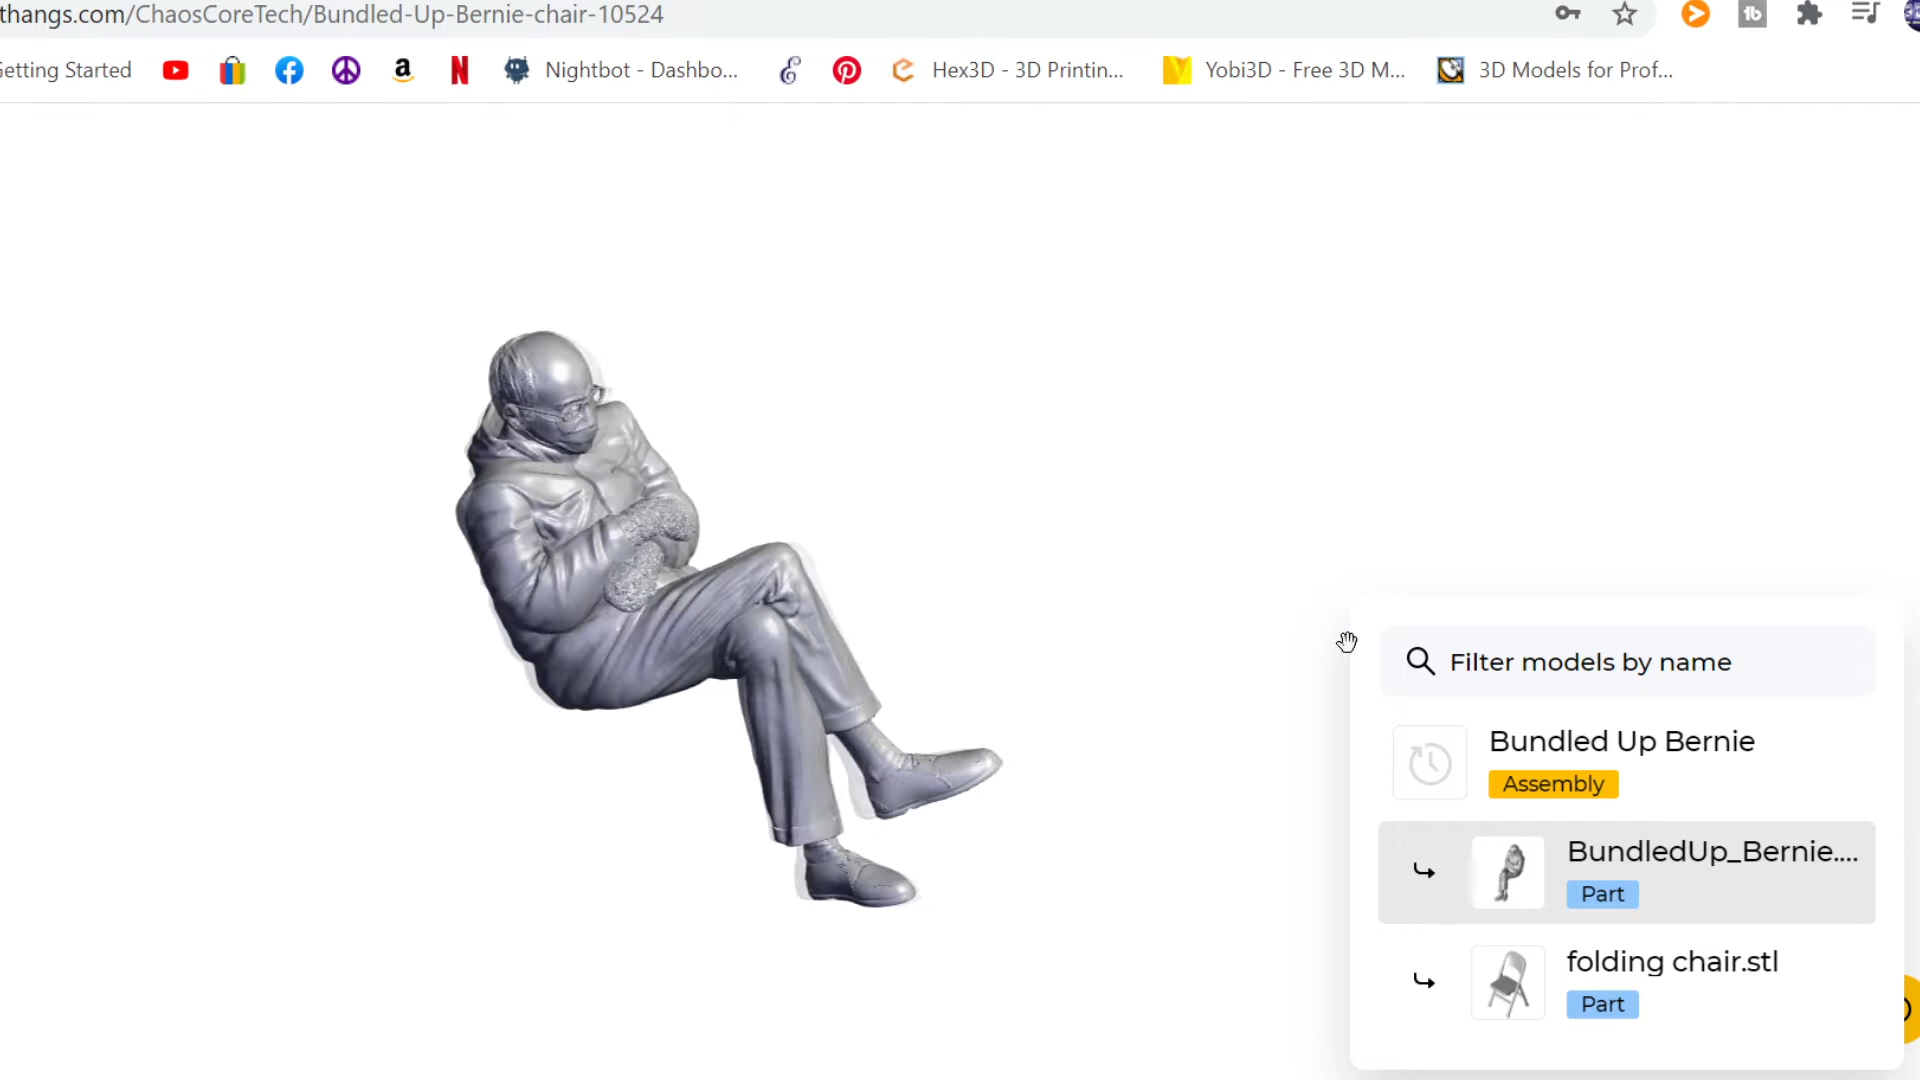 thangs.com/ChaosCoreTech/Bundled-Up-Bernie-chair-10524
Getting Started
a
N
Nightbot - Dashbo...
Hex3D - 3D Printin...
Yobi3D - Free 3D M...
3D Models for Prof...
Filter models by name
Bundled Up Bernie
Assembly
BundledUp_Bernie....
Part
folding chair.stl
Part